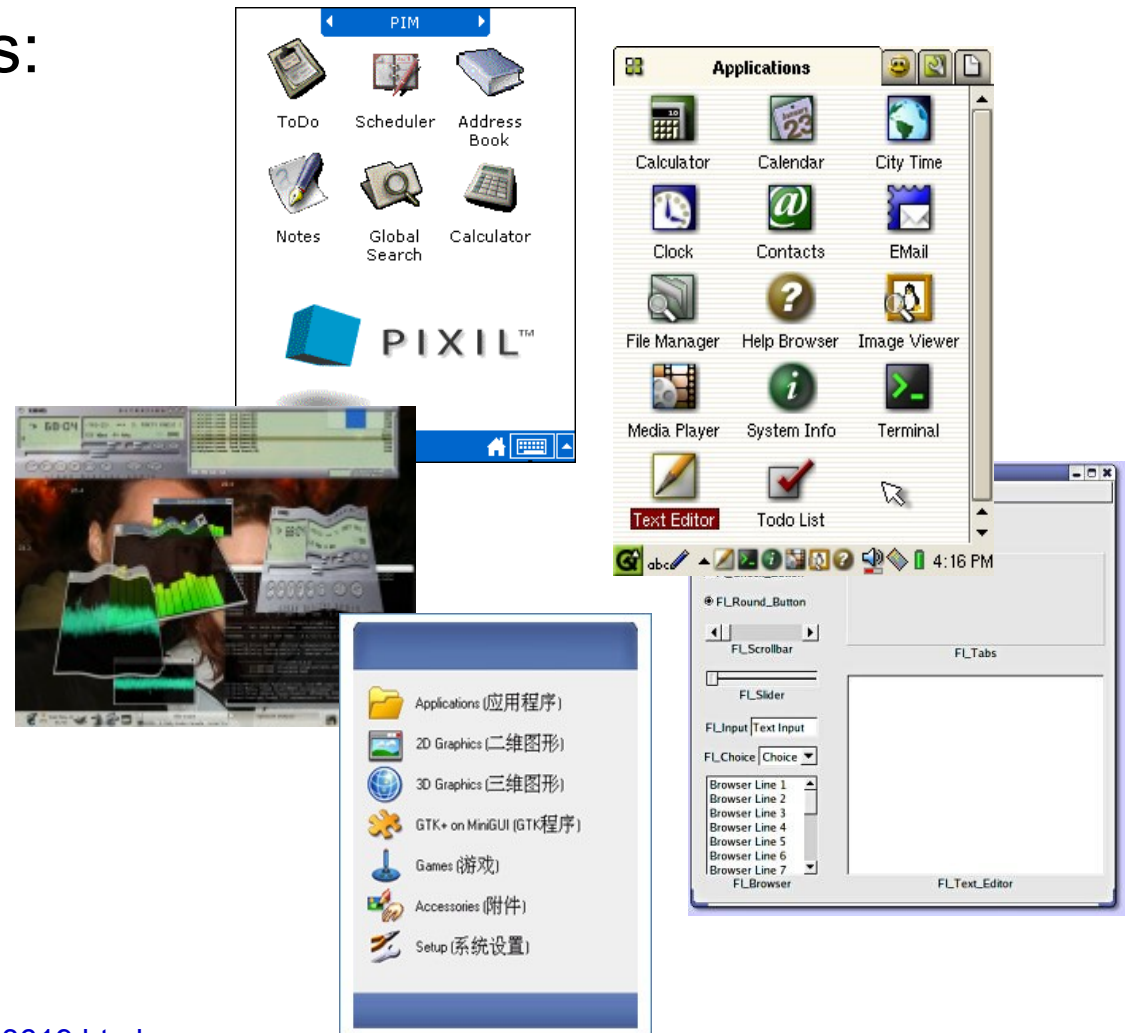 s:
PIM
ToDo
Scheduler
Address
Book
Notes
Global
Search
Calculator
PIXIL™
Applications
Calculator
Calendar
City Time
Clock
Contacts
EMail
File Manager
Help Browser
Image Viewer
Media Player
System Info
Terminal
Text Editor
Todo List
abc
4:16 PM
Fl_Round_Button
Fl_Scrollbar
Fl_Tabs
Fl_Slider
Fl_Input Text Input
Fl_Choice Choice
Browser Line 1
Browser Line 2
Browser Line 3
Browser Line 4
Browser Line 5
Browser Line 6
Browser Line 7
Fl_Browser
Fl_Text_Editor
Applications (应用程序)
2D Graphics (二维图形)
3D Graphics (三维图形)
GTK+ on MiniGUI (GTK程序)
Games (游戏)
Accessories (附件)
Setup (系统设置)